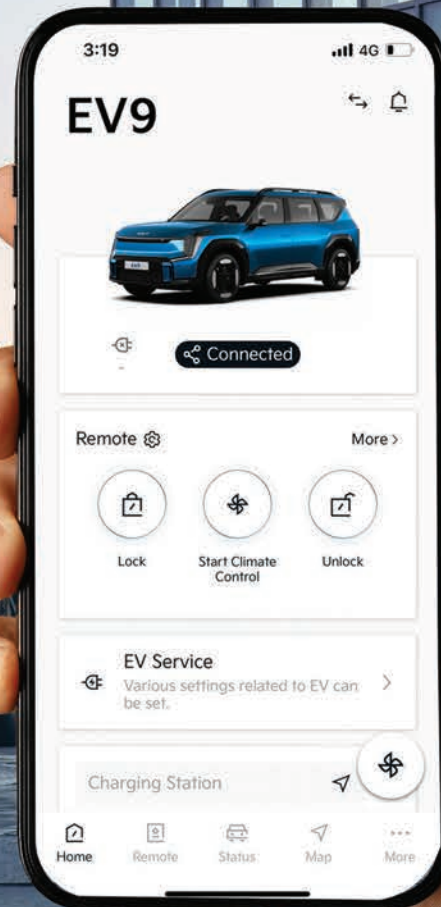 3:19
4G
EV9
-
Connected
Remote
More >
Lock
Start Climate
Control
Unlock
EV Service
Various settings related to EV can
be set.
Charging Station
Home
Remote
Status
Map
More